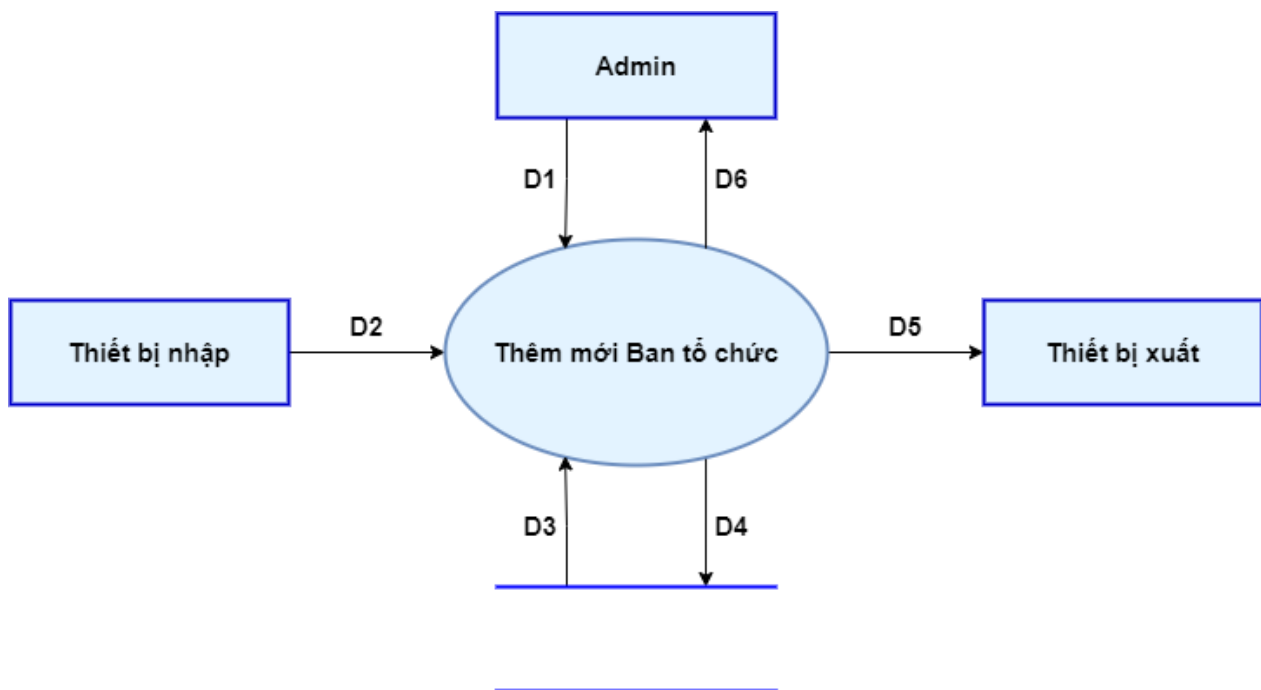 Admin
D1
D6
Thiết bị nhập
D2
Thêm mới Ban tổ chức
D5
Thiết bị xuất
D3
D4